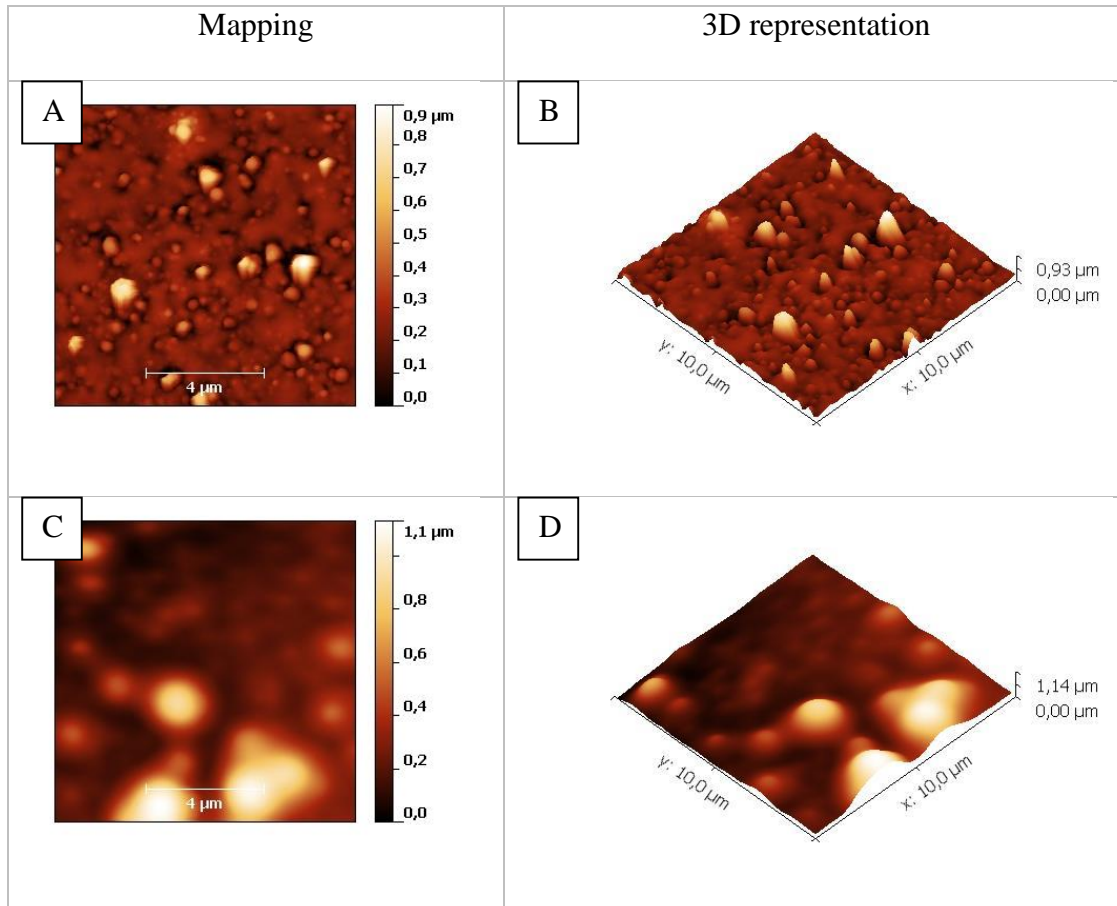 Mapping
3D representation
A
0,9 µm
0,8
0,7
0,6
0,5
0,4
0,3
0,2
0,1
0,0
4 µm
B
0,93 µm
0,00 µm
y: 10,0 µm
x: 10,0 µm
C
1,1 µm
0,8
0,6
0,4
0,2
0,0
4 µm
D
1,14 µm
0,00 µm
y: 10,0 µm
x: 10,0 µm